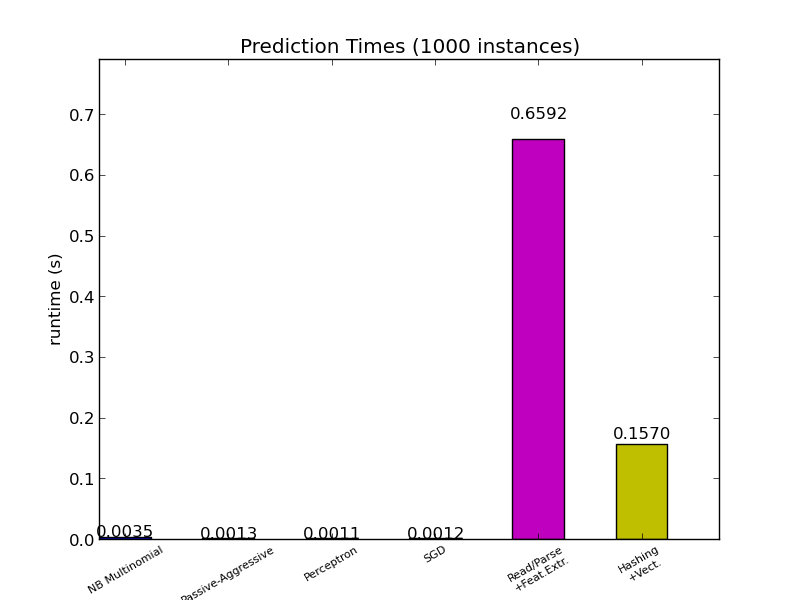 Prediction Times (1000 instances)
runtime (s)
0.7
0.6
0.5
0.4
0.3
0.2
0.1
0.0
0.0035
0.0013
0.0011
0.0012
0.6592
0.1570
NB Multinomial
Passive-Aggressive
Perceptron
SGD
Read/Parse
+Feat.Extr.
Hashing
+Vect.